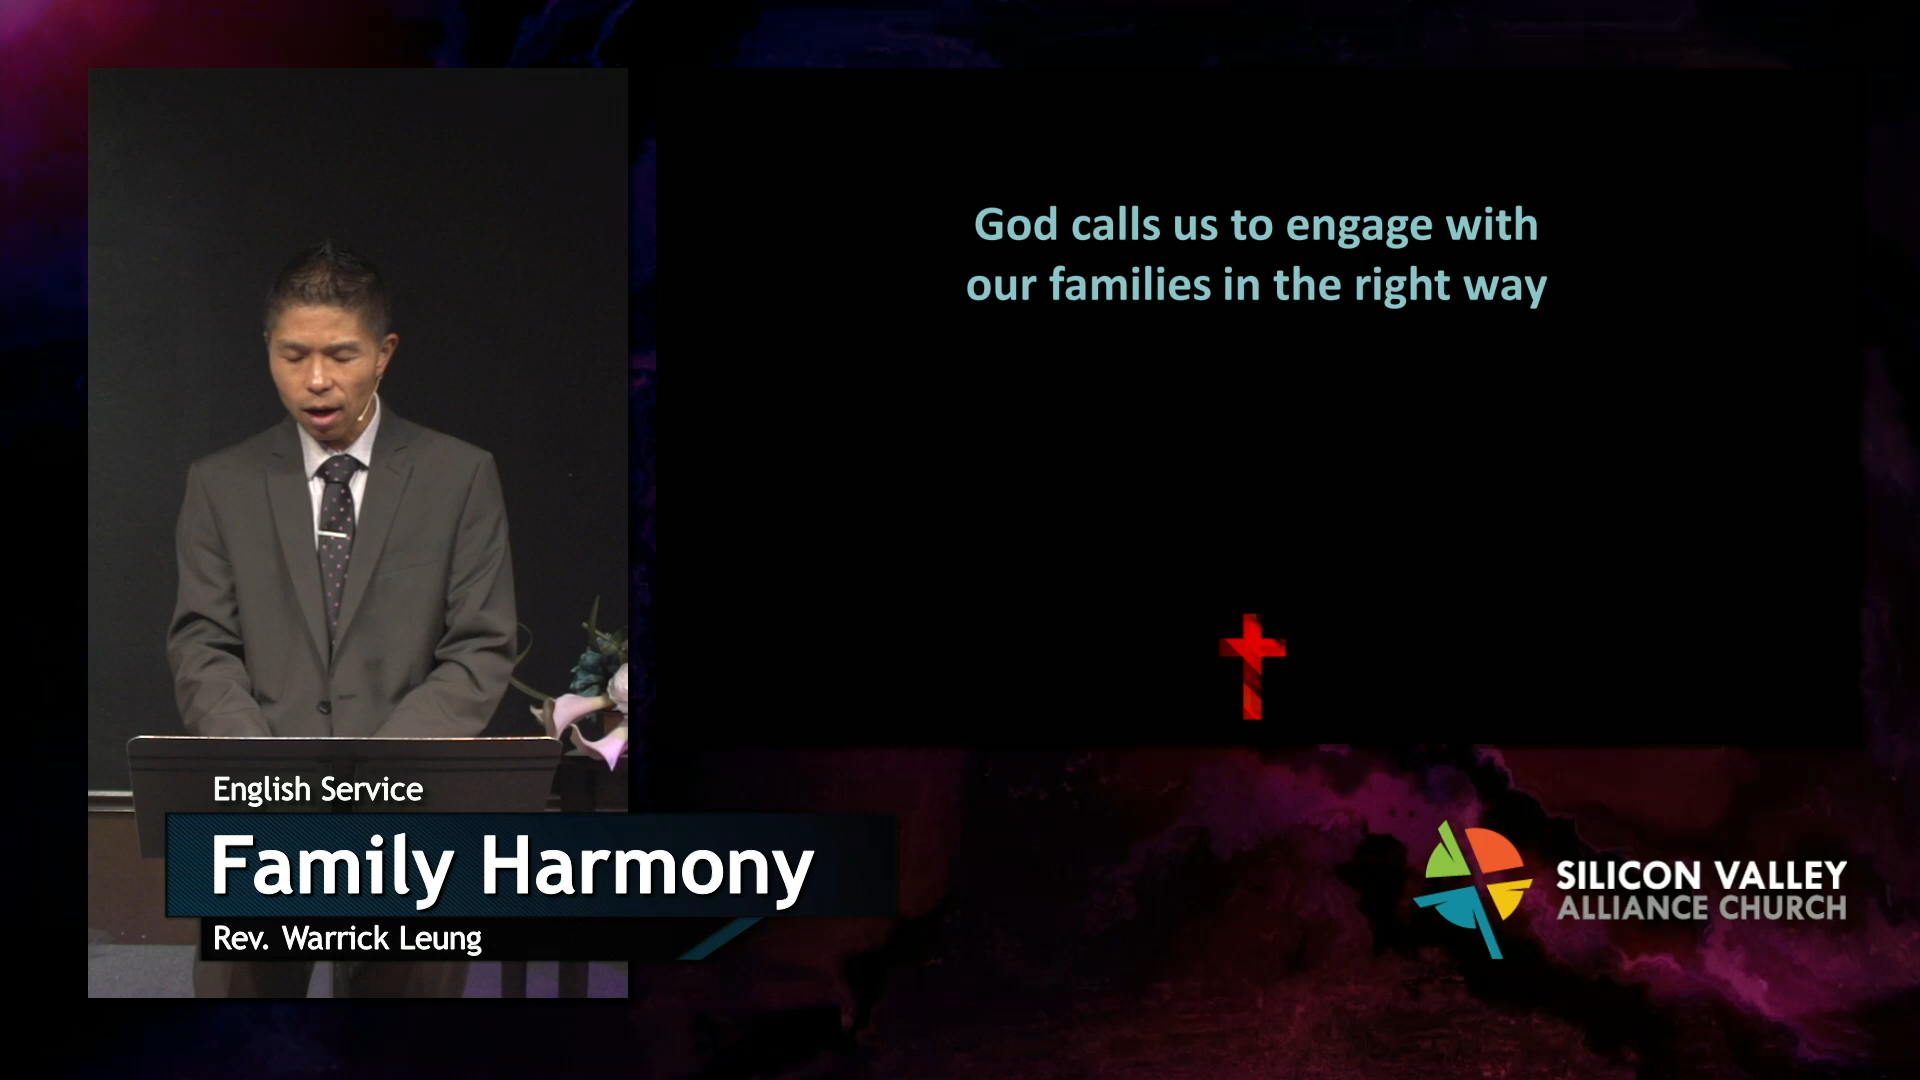 God calls us to engage with
our families in the right way
English Service
Family Harmony
Rev. Warrick Leung
SILICON VALLEY
ALLIANCE CHURCH